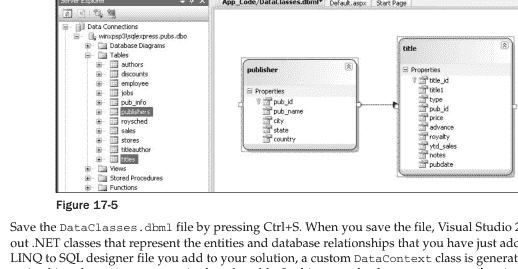 Server Explorer
App_Code/DataClasses.dbml* Default.aspx Start Page
Data Connections
winxpsp3\sqlexpress.pubs.dbo
Database Diagrams
Tables
authors
discounts
employee
jobs
pub_info
publishers
roysched
sales
stores
titleauthor
titles
Views
Stored Procedures
Functions
publisher
Properties
pub_id
pub_name
city
state
country
title
Properties
title_id
title1
type
pub_id
price
advance
royalty
ytd_sales
notes
pubdate
Figure 17-5
Save the DataClasses.dbml file by pressing Ctrl+S. When you save the file, Visual Studio 2
out .NET classes that represent the entities and database relationships that you have just add
LINQ to SQL designer file you add to your solution, a custom DataContext class is generat